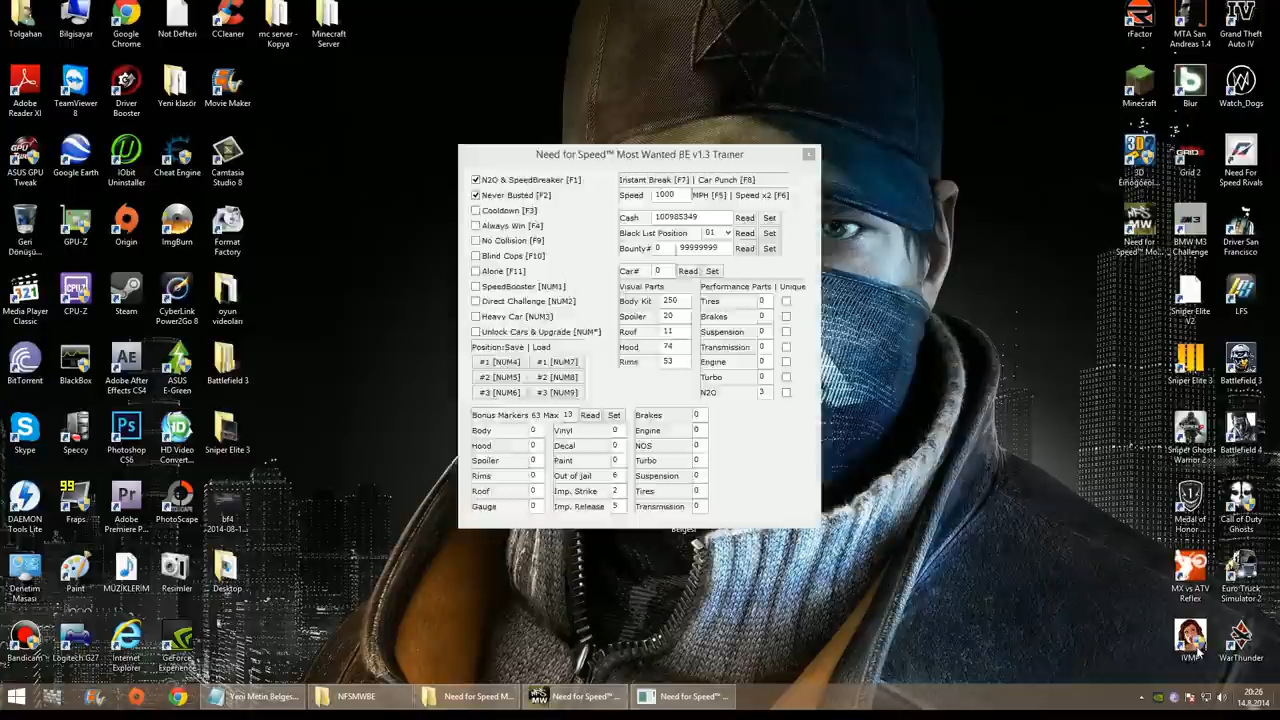 Tolgahan
Bilgisayar
Google
Chrome
Not Defteri
CCleaner
mc server -
Kopya
Minecraft
Server
rFactor
MTA San
Andreas 1.4
Grand Theft
Auto IV
Adobe
Reader XI
TeamViewer
8
Driver
Booster
Yeni klasör
Movie Maker
Minecraft
Blur
Watch_Dogs
ASUS GPU
Tweak
Google Earth
IObit
Uninstaller
Cheat Engine
Camtasia
Studio 8
3D
Grid 2
Need For
Speed Rivals
Geri
Dönüşü...
GPU-Z
Origin
ImgBurn
Format
Factory
Need for
Speed™ M...
BMW M3
Challenge
Driver San
Francisco
Media Player
Classic
CPU-Z
Steam
CyberLink
Power2Go 8
oyun
videoları
Sniper Elite
V2
LFS
BitTorrent
BlackBox
Adobe After
Effects CS4
ASUS
E-Green
Battlefield 3
Sniper Elite 3
Battlefield 3
Skype
Speccy
Photoshop
CS6
HD Video
Convert...
Sniper Elite 3
Sniper Ghost
Warrior 2
Battlefield 4
DAEMON
Tools Lite
99
Fraps
Adobe
Premiere P...
PhotoScape
bf4
2014-08-1...
Medal of
Honor ...
Call of Duty
Ghosts
Denetim
Masası
Paint
MÜZİKLERİM
Resimler
Desktop
MX vs ATV
Reflex
Euro Truck
Simulator 2
Bandicam
Logitech G27
Internet
Explorer
GeForce
Experience
IVMP
WarThunder
Need for Speed™ Most Wanted BE v1.3 Trainer
x
N2O & SpeedBreaker [F1]
Never Busted [F2]
Cooldown [F3]
Always Win [F4]
No Collision [F9]
Blind Cops [F10]
Alone [F11]
SpeedBooster [NUM1]
Direct Challenge [NUM2]
Heavy Car [NUM3]
Unlock Cars & Upgrade [NUM*]
Position:Save | Load
#1 [NUM4] #1 [NUM7]
#2 [NUM5] #2 [NUM8]
#3 [NUM6] #3 [NUM9]
Instant Break [F7] | Car Punch [F8]
Speed 1000 MPH [F5] | Speed x2 [F6]
Cash 100985349 Read Set
Black List Position 01 Read Set
Bounty# 0 99999999 Read Set
Car# 0 Read Set
Visual Parts
Body Kit 250
Spoiler 20
Roof 11
Hood 74
Rims 53
Performance Parts | Unique
Tires 0
Brakes 0
Suspension 0
Transmission 0
Engine 0
Turbo 0
N2O 3
Bonus Markers 63 Max 13 Read Set
Body 0
Hood 0
Spoiler 0
Rims 0
Roof 0
Gauge 0
Vinyl 0
Decal 0
Paint 0
Out of jail 6
Imp. Strike 2
Imp. Release 5
Brakes 0
Engine 0
NOS 0
Turbo 0
Suspension 0
Tires 0
Transmission 0
Belgesi
Yeni Metin Belges...
NFSMWBE
Need for Speed M...
Need for Speed™ ...
Need for Speed™ ...
20:26
14.8.2014